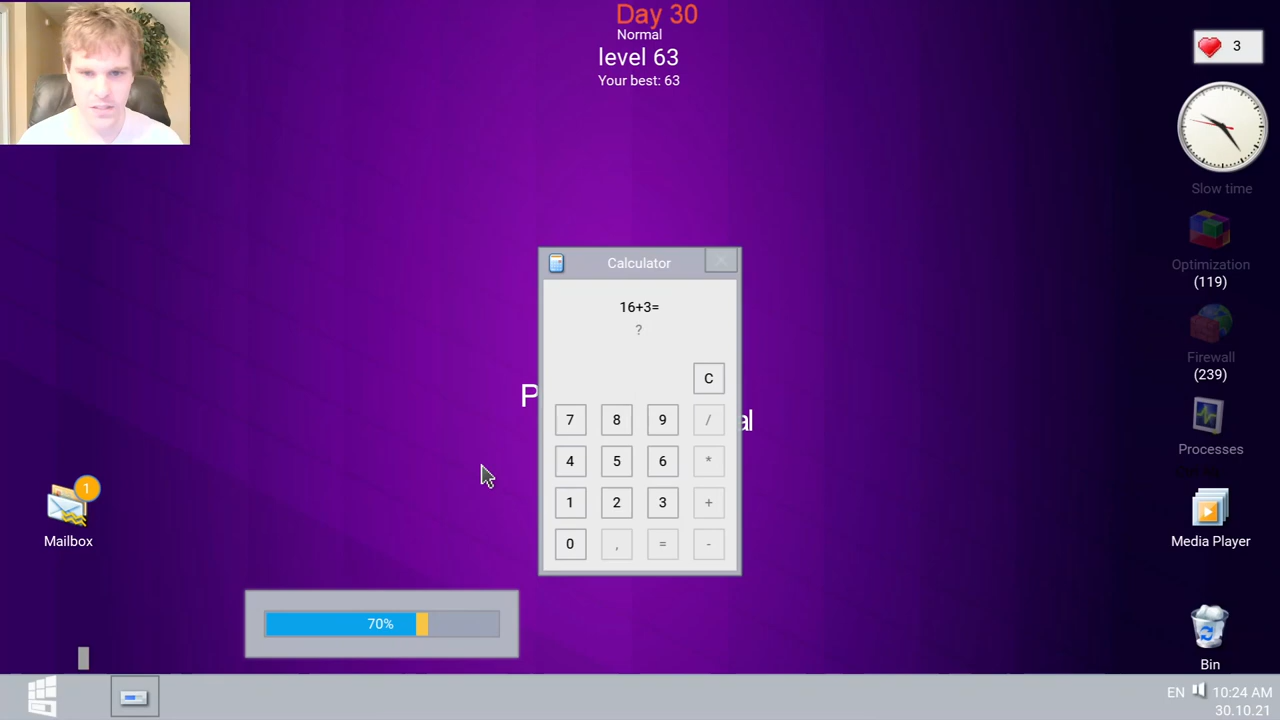 Day 30
Normal
level 63
Your best: 63
3
Slow time
Optimization
(119)
Firewall
(239)
Processes
Media Player
Bin
Calculator
16+3=
?
C
7 8 9 /
4 5 6 *
1 2 3 +
0 , = -
P
al
1
Mailbox
70%
EN 10:24 AM
30.10.21